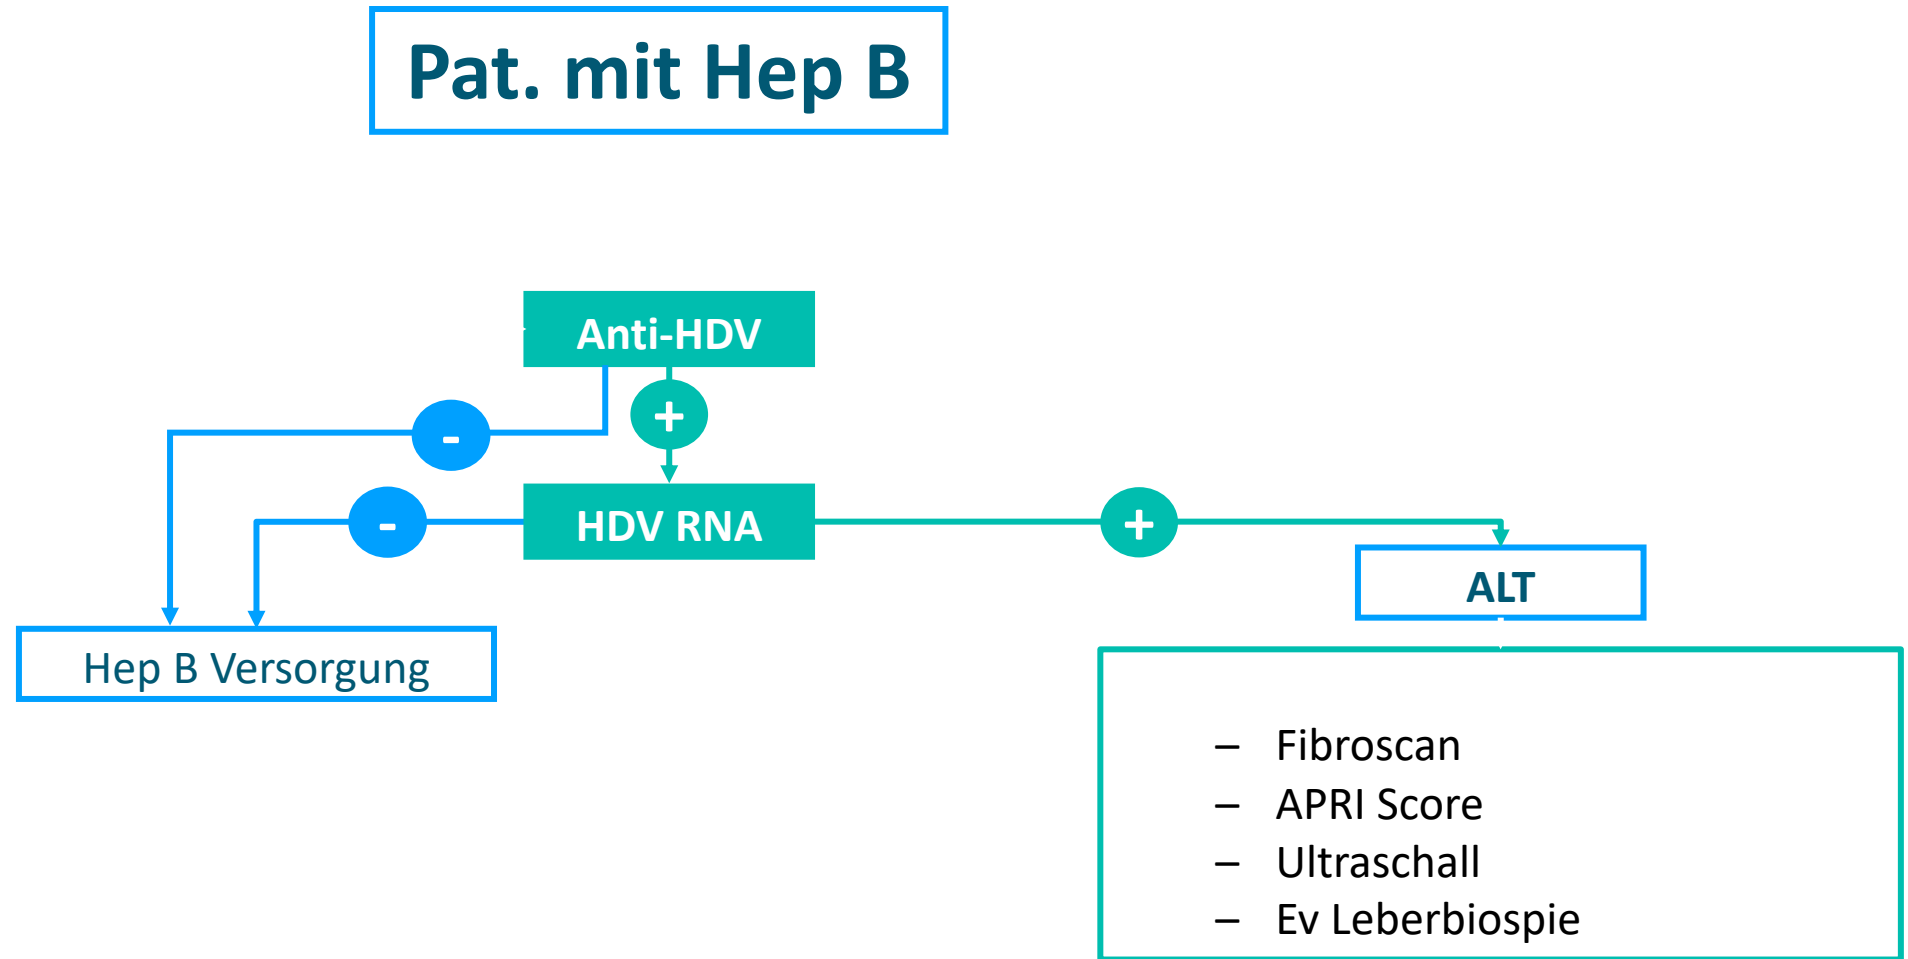 Pat. mit Hep B
Anti-HDV
+
-
HDV RNA
-
+
ALT
Hep B Versorgung
– Fibroscan
– APRI Score
– Ultraschall
– Ev Leberbiospie